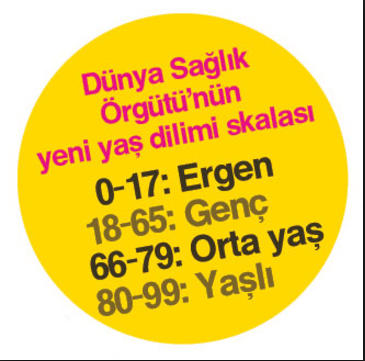 Dünya Sağlık
Örgütü'nün
yeni yaş dilimi skalası
0-17: Ergen
18-65: Genç
66-79: Orta yaş
80-99: Yaşlı